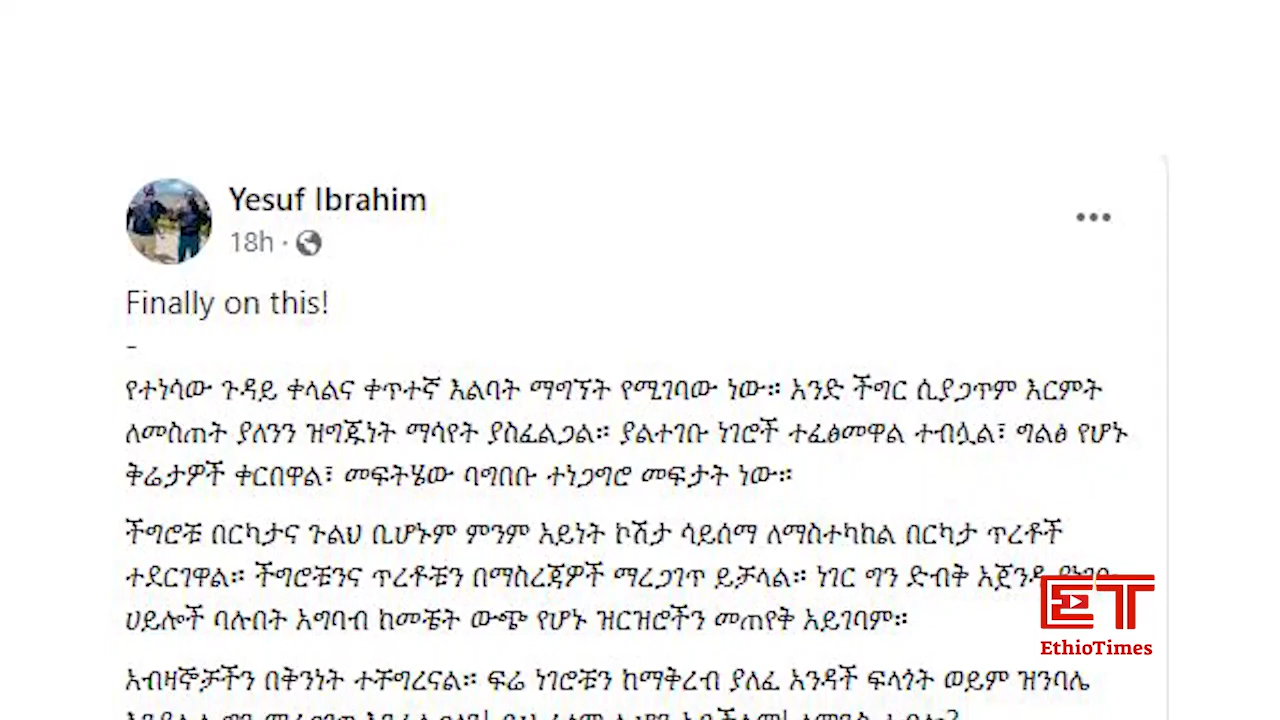 Yesuf Ibrahim
18h ·
Finally on this!
-
የተነሳው ጉዳይ ቀላልና ቀጥተኛ እልባት ማግኘት የሚገባው ነው። አንድ ችግር ሲያጋጥም እርምት
ለመስጠት ያለንን ዝግጁነት ማሳየት ያስፈልጋል። ያልተገቡ ነገሮች ተፈፅመዋል ተብሏል፣ ግልፅ የሆኑ
ቅሬታዎች ቀርበዋል፣ መፍትሄው ባግበቡ ተነጋግሮ መፍታት ነው።
ችግሮቹ በርካታና ጉልህ ቢሆኑም ምንም አይነት ኮሽታ ሳይሰማ ለማስተካከል በርካታ ጥረቶች
ተደርገዋል። ችግሮቹንና ጥረቶቹን በማስረጃዎች ማረጋገጥ ይቻላል። ነገር ግን ድብቅ አጀንዳ
ሀይሎች ባሉበት አግባብ ከመቼት ውጭ የሆኑ ዝርዝሮችን መጠየቅ አይገባም።
አብዛኞቻችን በቅንነት ተቸግረናል። ፍሬ ነገሮቹን ከማቅረብ ያለፈ አንዳች ፍላጎት ወይም ዝንባሌ
ET
EthioTimes